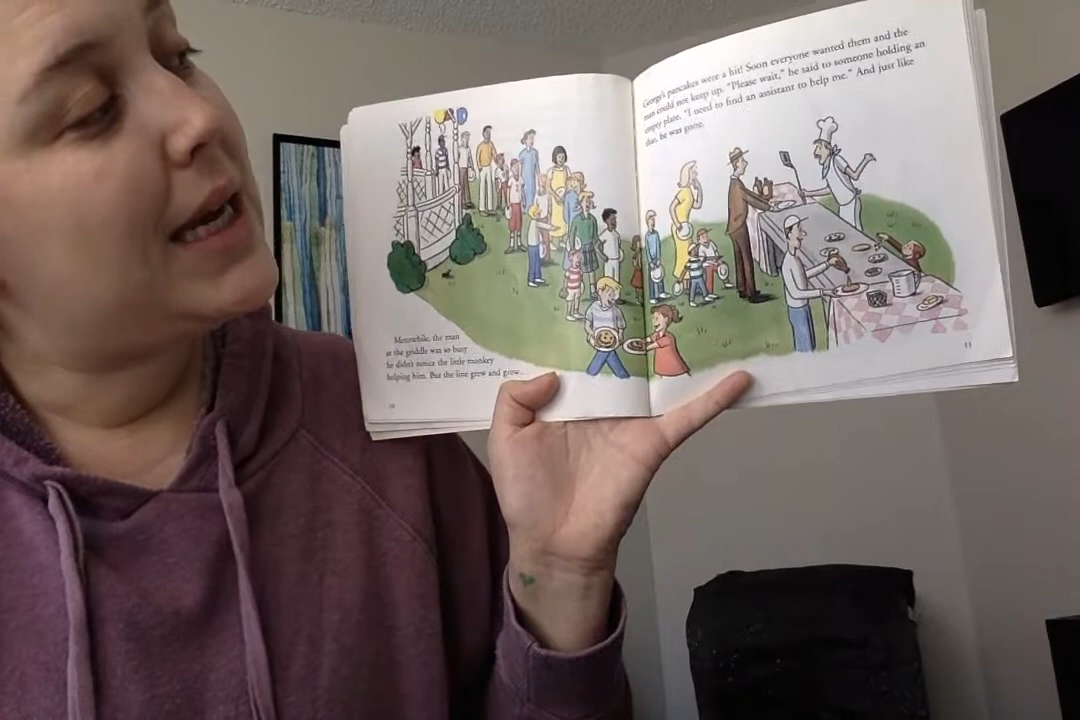 Meanwhile, the man
at the griddle was so busy
he didn't notice the little monkey
helping him. But the line grew and grew...
10
George's pancakes were a hit! Soon everyone wanted them and the
man could not keep up. "Please wait," he said to someone holding an
empty plate. "I need to find an assistant to help me." And just like
that, he was gone.
11